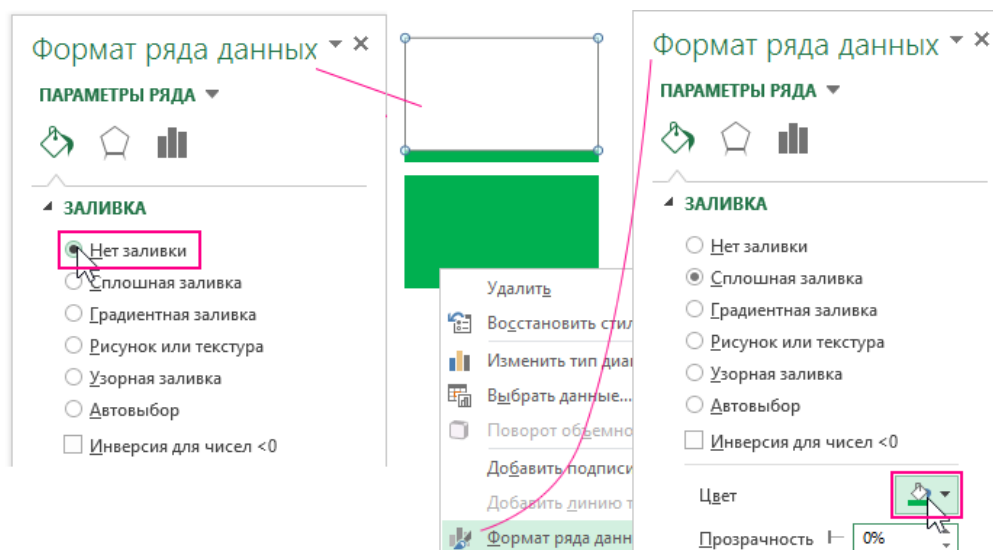 Формат ряда данных
ПАРАМЕТРЫ РЯДА
ЗАЛИВКА
Нет заливки
Сплошная заливка
Градиентная заливка
Рисунок или текстура
Узорная заливка
Автовыбор
Инверсия для чисел <0
Удалить
Восстановить стил
Изменить тип диа
Выбрать данные...
Поворот объемно
Добавить подписи
Добавить линию т
Формат ряда данн
Формат ряда данных
ПАРАМЕТРЫ РЯДА
ЗАЛИВКА
Нет заливки
Сплошная заливка
Градиентная заливка
Рисунок или текстура
Узорная заливка
Автовыбор
Инверсия для чисел <0
Цвет
Прозрачность 0%